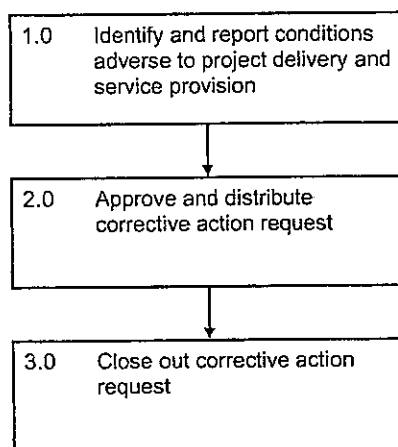 1.0 Identify and report conditions
adverse to project delivery and
service provision
2.0 Approve and distribute
corrective action request
3.0 Close out corrective action
request